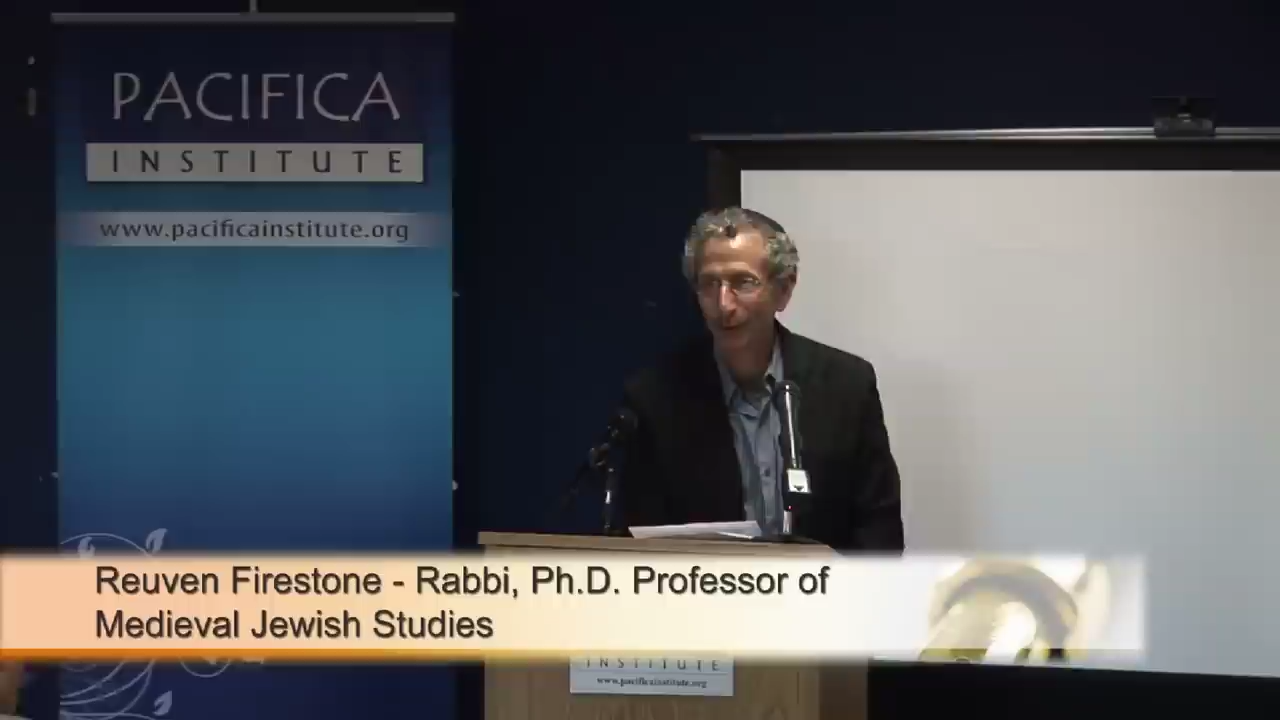 PACIFICA
INSTITUTE
www.pacificainstitute.org
Reuven Firestone - Rabbi, Ph.D. Professor of
Medieval Jewish Studies
INSTITUTE
www.pacificainstitute.org